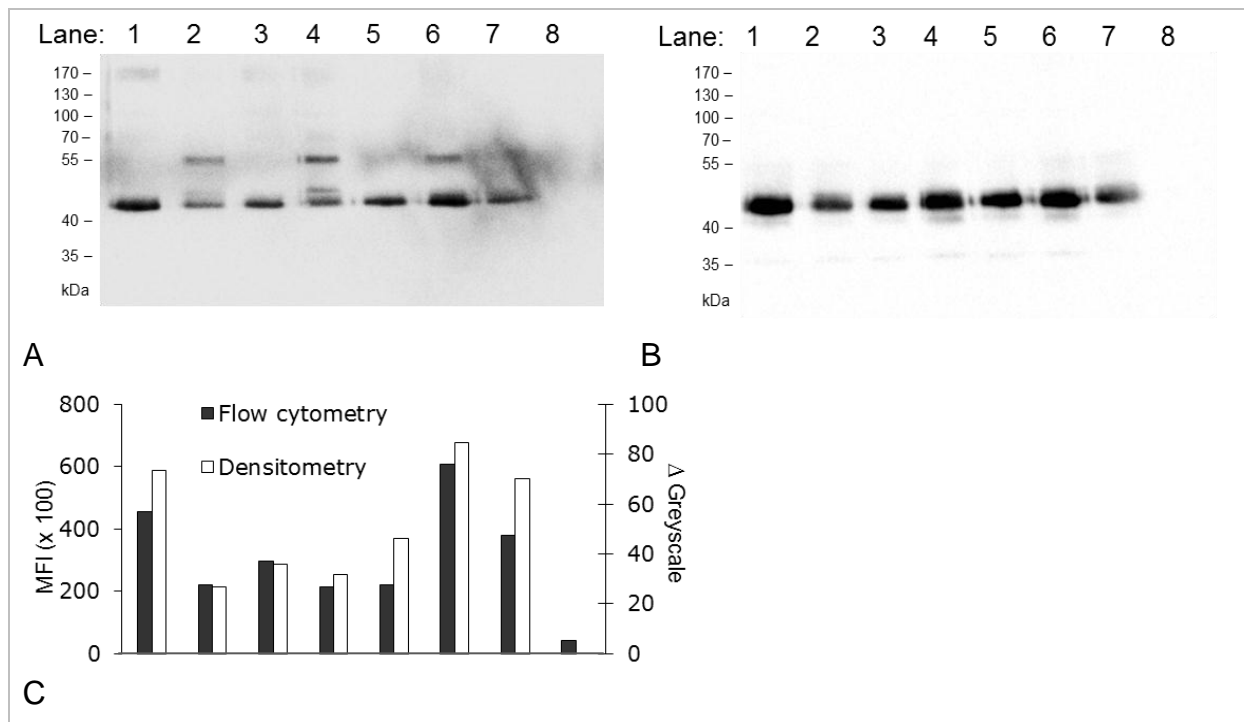 Lane: 1 2 3 4 5 6 7 8
170 –
130 –
100 –
70 –
55 –
40 –
35 –
kDa
A
Lane: 1 2 3 4 5 6 7 8
170 –
130 –
100 –
70 –
55 –
40 –
35 –
kDa
B
800
600
400
200
0
MFI (x 100)
Flow cytometry
Densitometry
100
80
60
40
20
0
Δ Greyscale
C